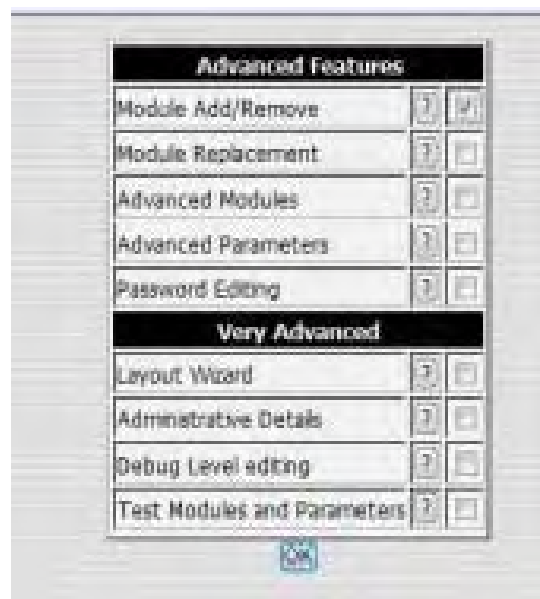 Advanced Features
Module Add/Remove ?
Module Replacement ?
Advanced Modules ?
Advanced Parameters ?
Password Editing ?
Very Advanced
Layout Wizard ?
Administrative Details ?
Debug Level editing ?
Test Modules and Parameters ?
OK